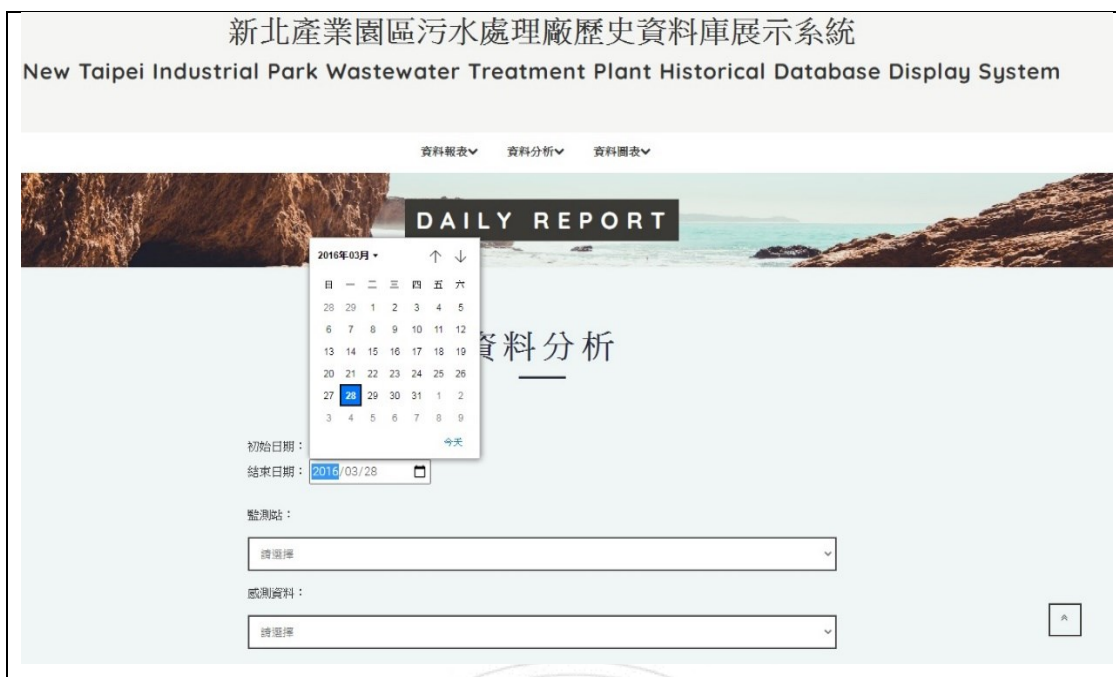 新北產業園區污水處理廠歷史資料庫展示系統
New Taipei Industrial Park Wastewater Treatment Plant Historical Database Display System
資料報表 資料分析 資料圖表
DAILY REPORT
2016年03月
日 一 二 三 四 五 六
28 29 1 2 3 4 5
6 7 8 9 10 11 12
13 14 15 16 17 18 19
20 21 22 23 24 25 26
27 28 29 30 31 1 2
3 4 5 6 7 8 9
今天
資料分析
初始日期：
結束日期： 2016/03/28
監測站：
請選擇
感測資料：
請選擇